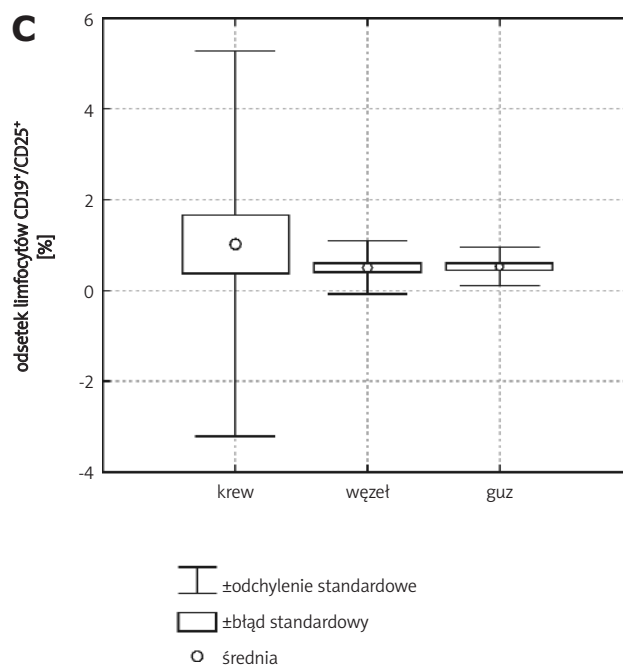 C
odsetek limfocytów CD19⁺/CD25⁺
[%]
6
4
2
0
-2
-4
krew
węzeł
guz
±odchylenie standardowe
±błąd standardowy
średnia